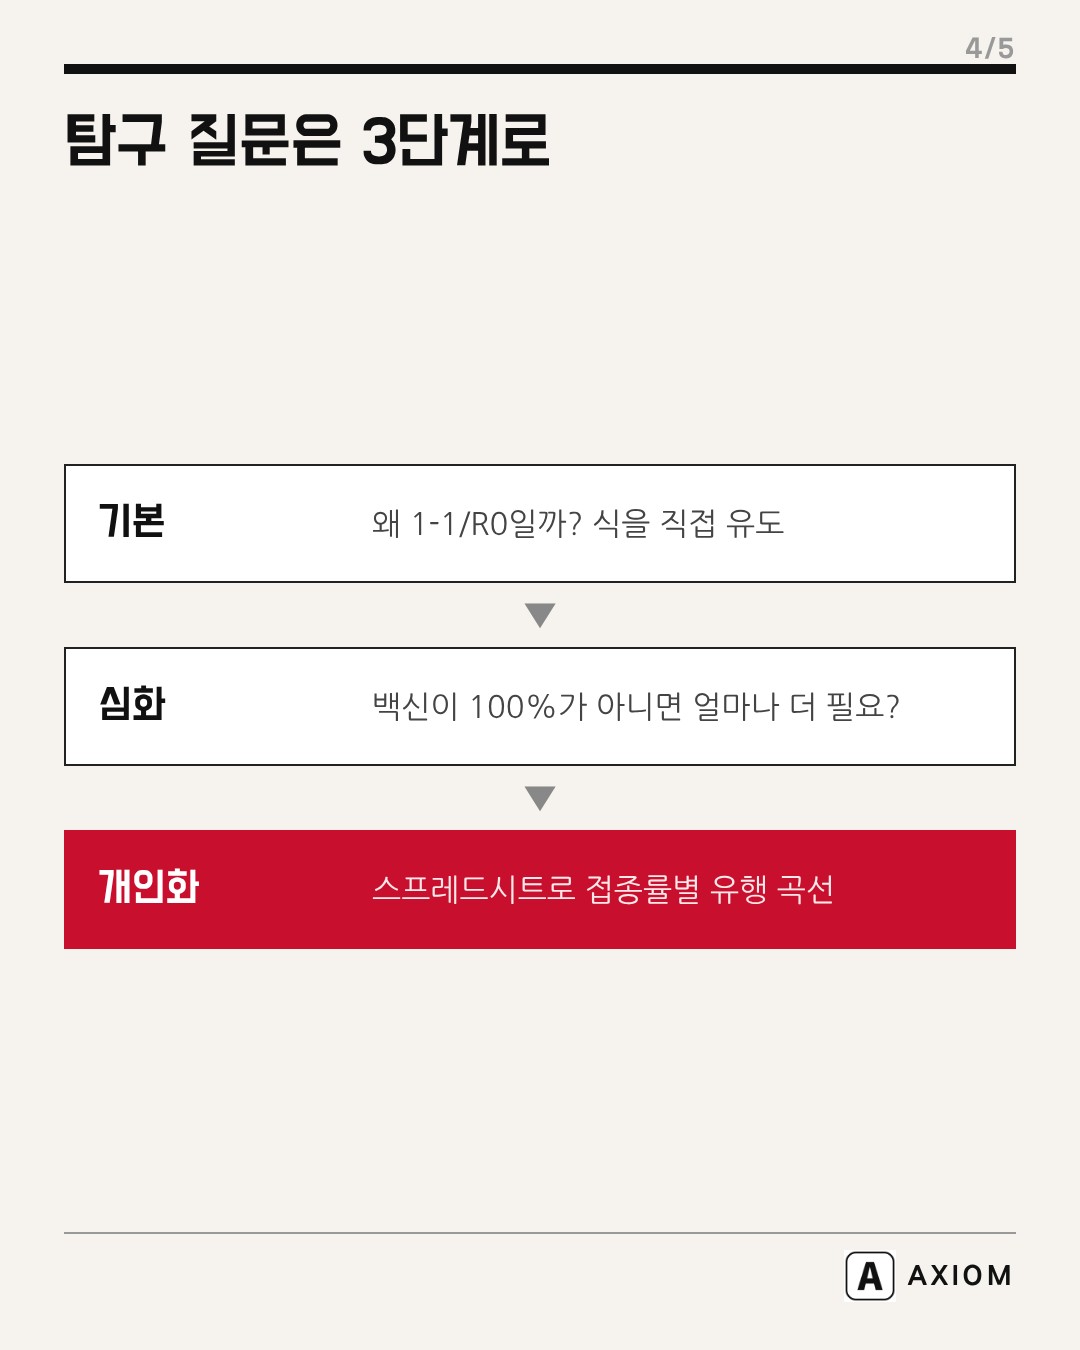 4/5
탐구 질문은 3단계로
기본
왜 1-1/R0일까? 식을 직접 유도
심화
백신이 100%가 아니면 얼마나 더 필요?
개인화
스프레드시트로 접종률별 유행 곡선
A AXIOM